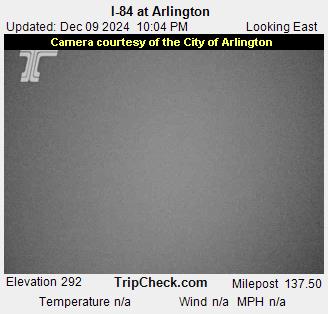 I-84 at Arlington
Updated: Dec 09 2024 10:04 PM Looking East
Camera courtesy of the City of Arlington
Elevation 292 TripCheck.com Milepost 137.50
Temperature n/a Wind n/a MPH n/a